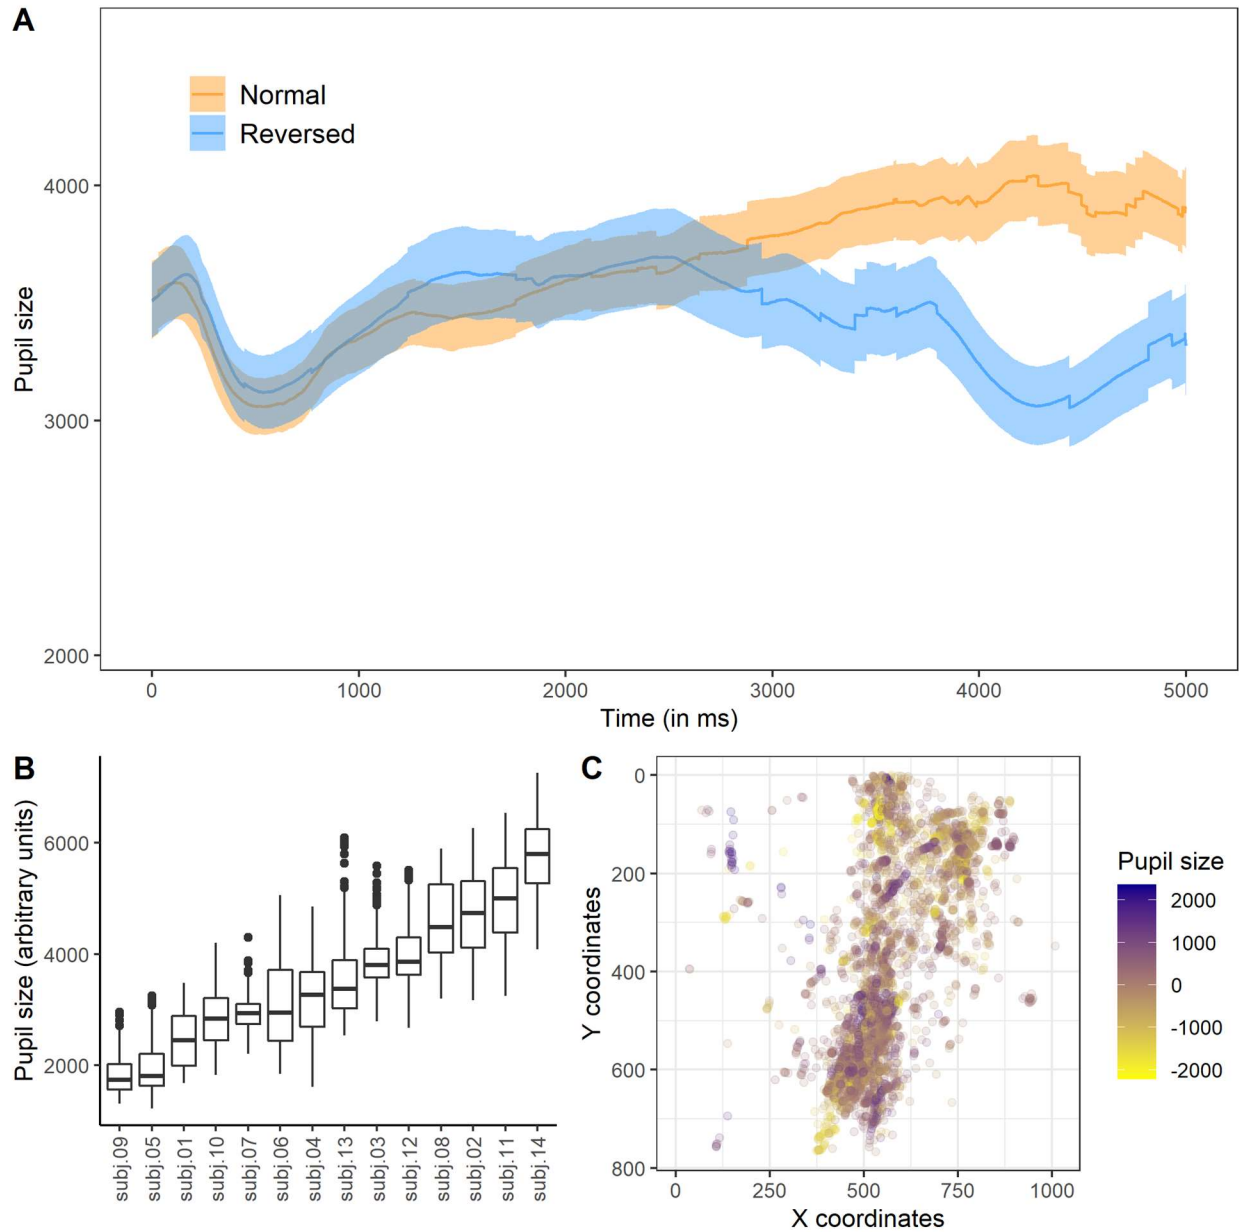 A
Normal
Reversed
4000
3000
2000
Pupil size
0 1000 2000 3000 4000 5000
Time (in ms)
B
Pupil size (arbitrary units)
6000
4000
2000
subj.09 subj.05 subj.01 subj.10 subj.07 subj.06 subj.04 subj.13 subj.03 subj.12 subj.08 subj.02 subj.11 subj.14
C
Y coordinates
0
200
400
600
800
0 250 500 750 1000
X coordinates
Pupil size
2000
1000
0
-1000
-2000